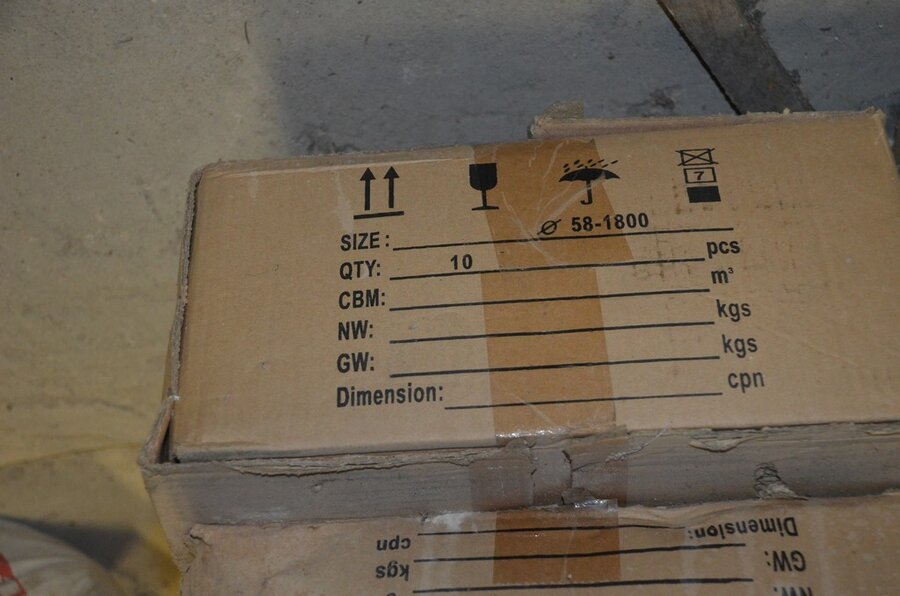 7
⌀ 58-1800
SIZE:
QTY: 10 pcs
CBM: m³
NW: kgs
GW: kgs
Dimension: cpn
Dimension: cpn
GW: kgs
NW: